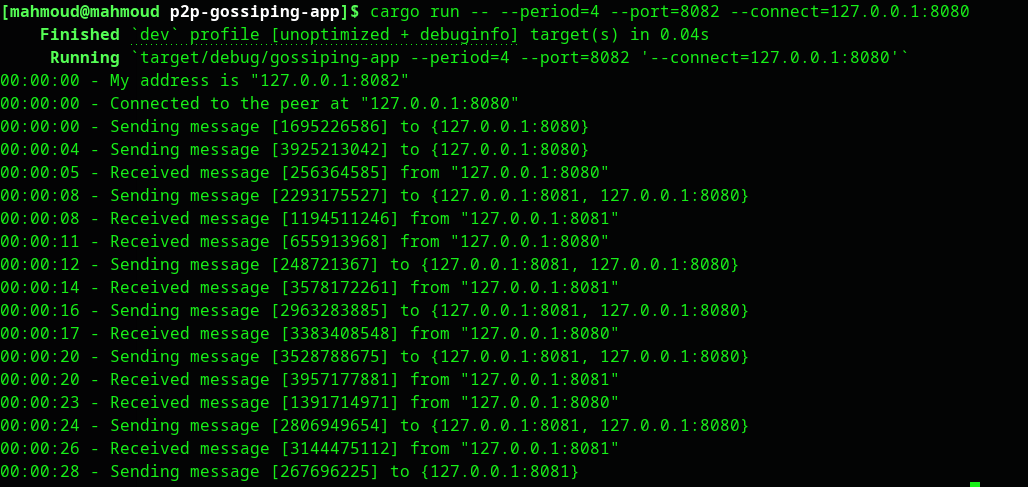 [mahmoud@mahmoud p2p-gossiping-app]$ cargo run -- --period=4 --port=8082 --connect=127.0.0.1:8080
Finished `dev` profile [unoptimized + debuginfo] target(s) in 0.04s
Running `target/debug/gossiping-app --period=4 --port=8082 '--connect=127.0.0.1:8080'`
00:00:00 - My address is "127.0.0.1:8082"
00:00:00 - Connected to the peer at "127.0.0.1:8080"
00:00:00 - Sending message [1695226586] to {127.0.0.1:8080}
00:00:04 - Sending message [3925213042] to {127.0.0.1:8080}
00:00:05 - Received message [256364585] from "127.0.0.1:8080"
00:00:08 - Sending message [2293175527] to {127.0.0.1:8081, 127.0.0.1:8080}
00:00:08 - Received message [1194511246] from "127.0.0.1:8081"
00:00:11 - Received message [655913968] from "127.0.0.1:8080"
00:00:12 - Sending message [248721367] to {127.0.0.1:8081, 127.0.0.1:8080}
00:00:14 - Received message [3578172261] from "127.0.0.1:8081"
00:00:16 - Sending message [2963283885] to {127.0.0.1:8081, 127.0.0.1:8080}
00:00:17 - Received message [3383408548] from "127.0.0.1:8080"
00:00:20 - Sending message [3528788675] to {127.0.0.1:8081, 127.0.0.1:8080}
00:00:20 - Received message [3957177881] from "127.0.0.1:8081"
00:00:23 - Received message [1391714971] from "127.0.0.1:8080"
00:00:24 - Sending message [2806949654] to {127.0.0.1:8081, 127.0.0.1:8080}
00:00:26 - Received message [3144475112] from "127.0.0.1:8081"
00:00:28 - Sending message [267696225] to {127.0.0.1:8081}